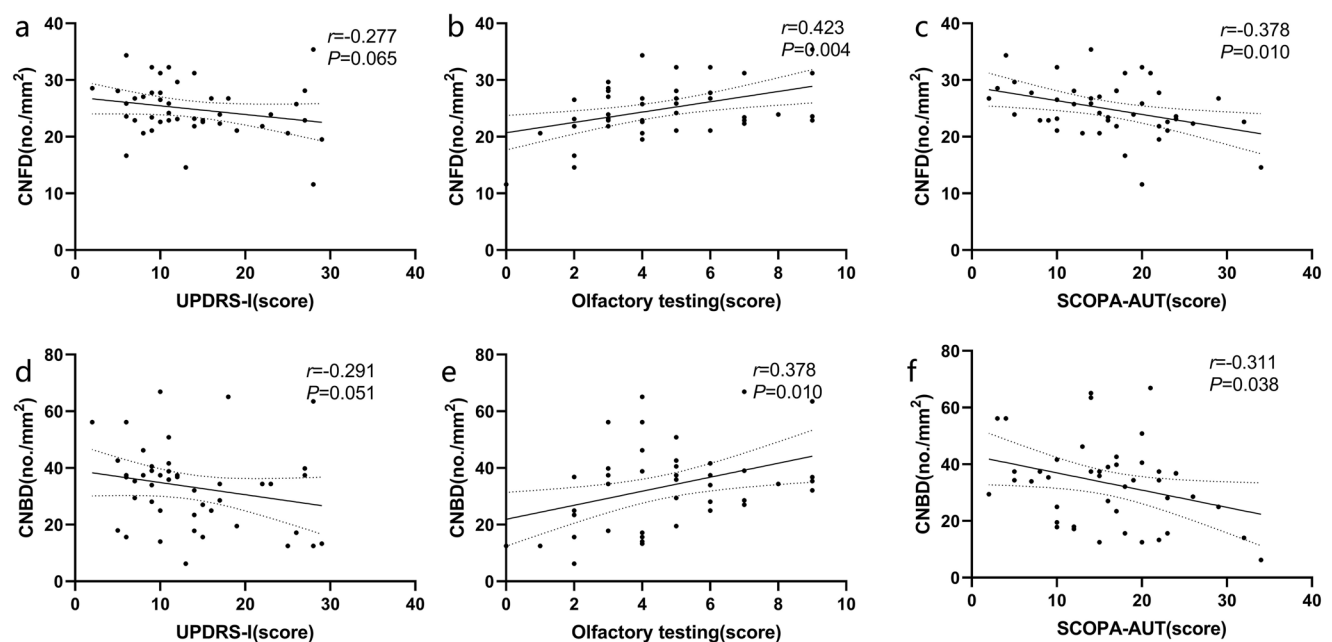 a
r=-0.277
P=0.065
CNFD(no./mm²)
40
30
20
10
0
0 10 20 30 40
UPDRS-I(score)
b
r=0.423
P=0.004
CNFD(no./mm²)
40
30
20
10
0
0 2 4 6 8 10
Olfactory testing(score)
c
r=-0.378
P=0.010
CNFD(no./mm²)
40
30
20
10
0
0 10 20 30 40
SCOPA-AUT(score)
d
r=-0.291
P=0.051
CNBD(no./mm²)
80
60
40
20
0
0 10 20 30 40
UPDRS-I(score)
e
r=0.378
P=0.010
CNBD(no./mm²)
80
60
40
20
0
0 2 4 6 8 10
Olfactory testing(score)
f
r=-0.311
P=0.038
CNBD(no./mm²)
80
60
40
20
0
0 10 20 30 40
SCOPA-AUT(score)